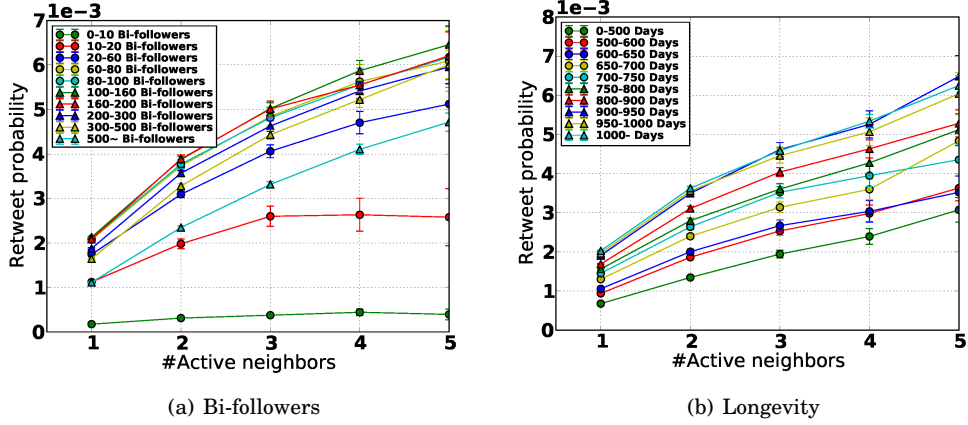 7 1e−3
6
5
4
3
2
1
0
Retweet probability
0-10 Bi-followers
10-20 Bi-followers
20-60 Bi-followers
60-80 Bi-followers
80-100 Bi-followers
100-160 Bi-followers
160-200 Bi-followers
200-300 Bi-followers
300-500 Bi-followers
500~ Bi-followers
1 2 3 4 5
#Active neighbors
(a) Bi-followers
8 1e−3
7
6
5
4
3
2
1
0
Retweet probability
0-500 Days
500-600 Days
600-650 Days
650-700 Days
700-750 Days
750-800 Days
800-900 Days
900-950 Days
950-1000 Days
1000- Days
1 2 3 4 5
#Active neighbors
(b) Longevity